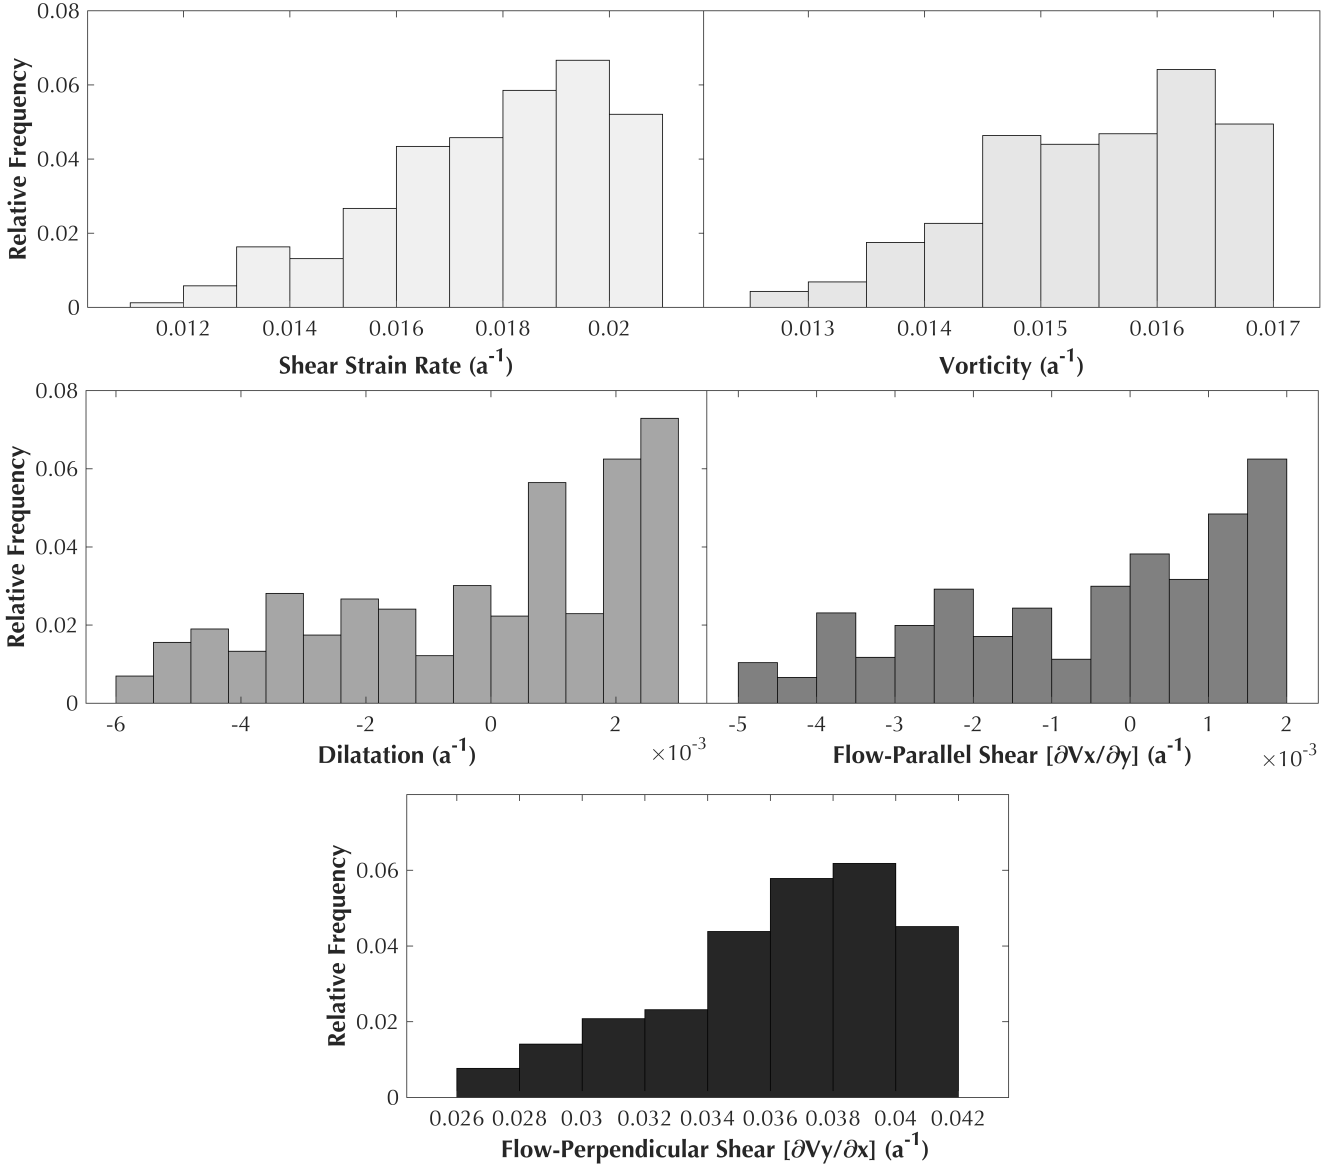 0.08
0.06
0.04
0.02
0
Relative Frequency
0.012 0.014 0.016 0.018 0.02
Shear Strain Rate (a⁻¹)
0.013 0.014 0.015 0.016 0.017
Vorticity (a⁻¹)
0.08
0.06
0.04
0.02
0
Relative Frequency
-6 -4 -2 0 2
×10⁻³
Dilatation (a⁻¹)
-5 -4 -3 -2 -1 0 1 2
×10⁻³
Flow-Parallel Shear [∂Vx/∂y] (a⁻¹)
0.06
0.04
0.02
0
Relative Frequency
0.026 0.028 0.03 0.032 0.034 0.036 0.038 0.04 0.042
Flow-Perpendicular Shear [∂Vy/∂x] (a⁻¹)